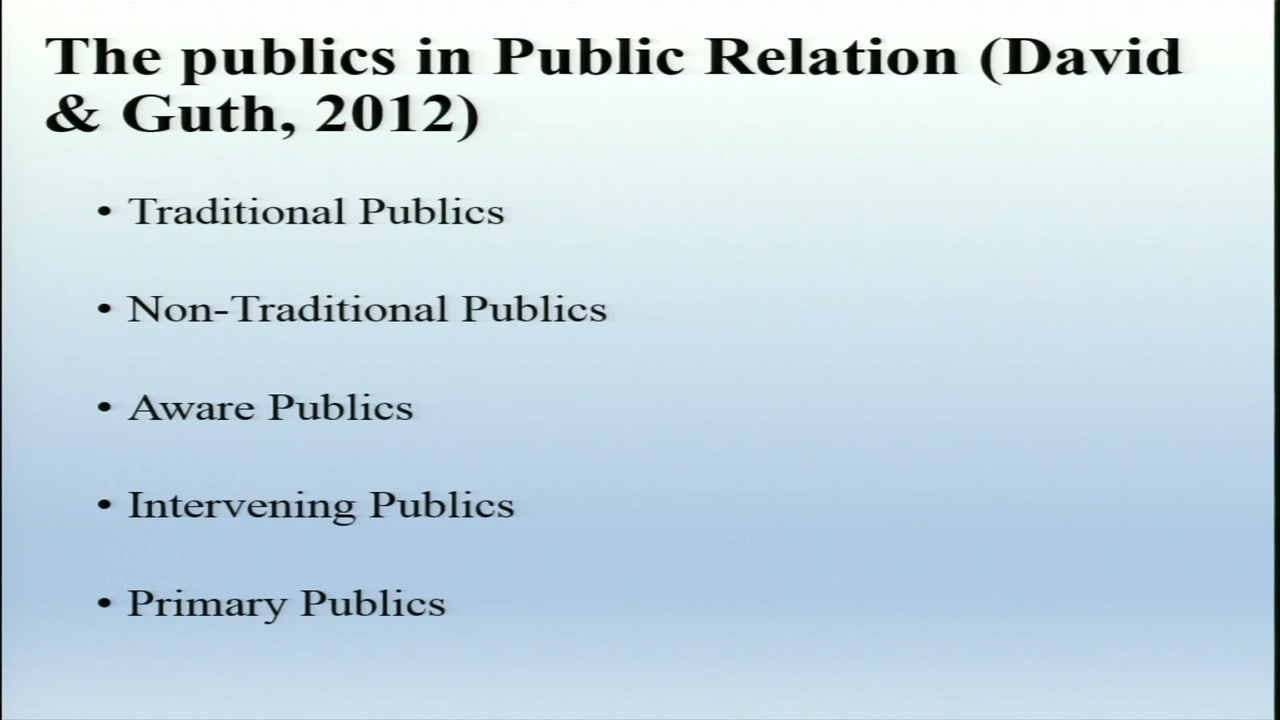 The publics in Public Relation (David
& Guth, 2012)
• Traditional Publics
• Non-Traditional Publics
• Aware Publics
• Intervening Publics
• Primary Publics